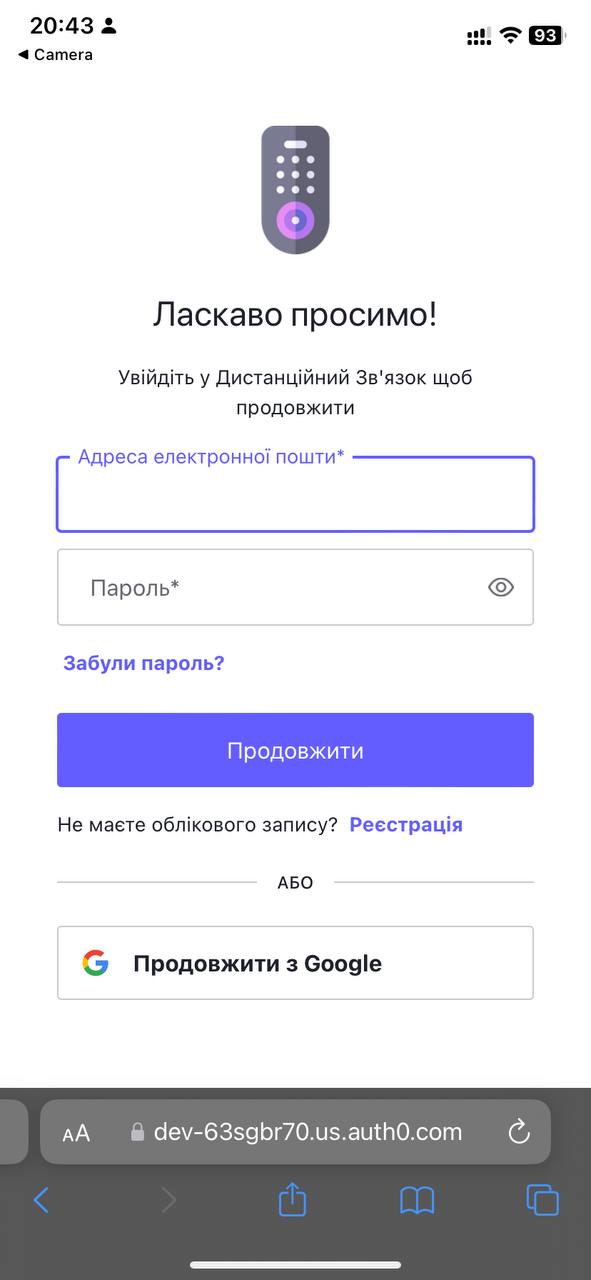 20:43
◀ Camera
93
Ласкаво просимо!
Увійдіть у Дистанційний Зв'язок щоб
продовжити
Адреса електронної пошти*
Пароль*
Забули пароль?
Продовжити
Не маєте облікового запису? Реєстрація
АБО
Продовжити з Google
AA dev-63sgbr70.us.auth0.com